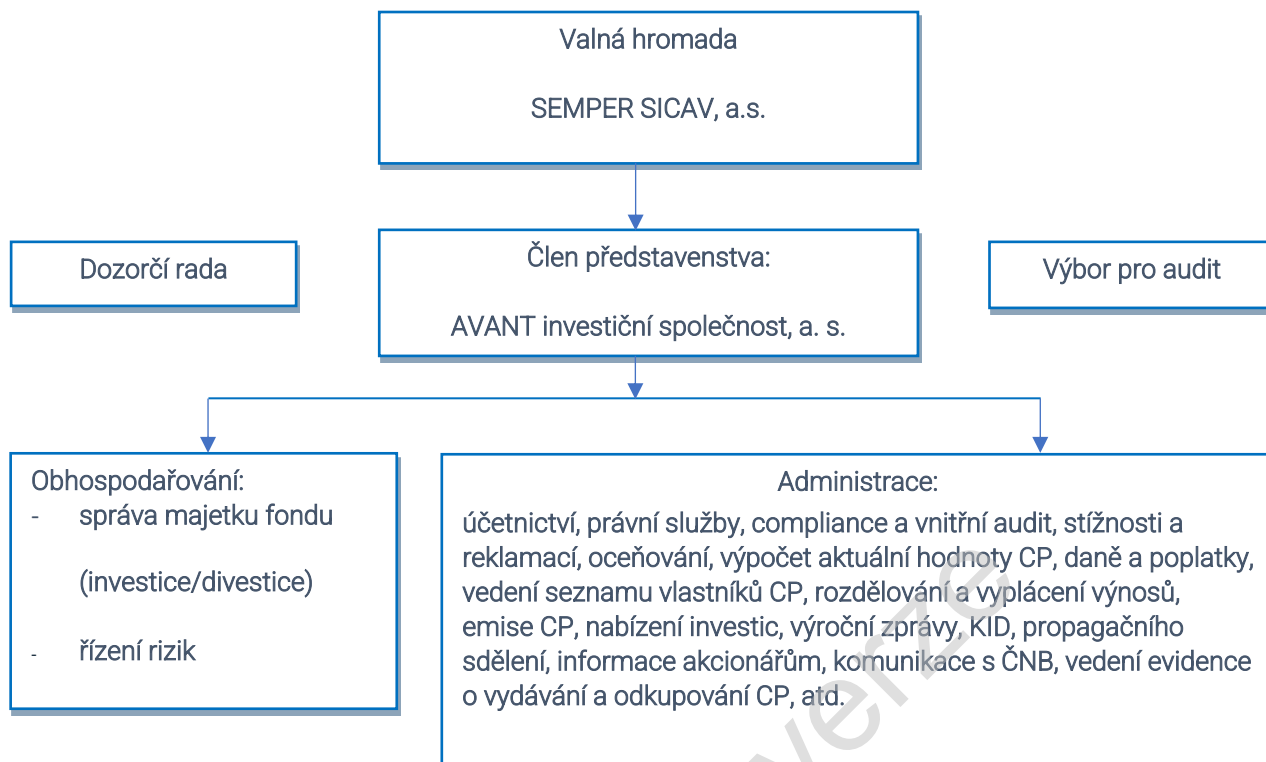 Valná hromada
SEMPER SICAV, a.s.
Dozorčí rada
Člen představenstva:
AVANT investiční společnost, a. s.
Výbor pro audit
Obhospodařování:
- správa majetku fondu
(investice/divestice)
- řízení rizik
Administrace:
účetnictví, právní služby, compliance a vnitřní audit, stížnosti a
reklamací, oceňování, výpočet aktuální hodnoty CP, daně a poplatky,
vedení seznamu vlastníků CP, rozdělování a vyplácení výnosů,
emise CP, nabízení investic, výroční zprávy, KID, propagačního
sdělení, informace akcionářům, komunikace s ČNB, vedení evidence
o vydávání a odkupování CP, atd.
verze